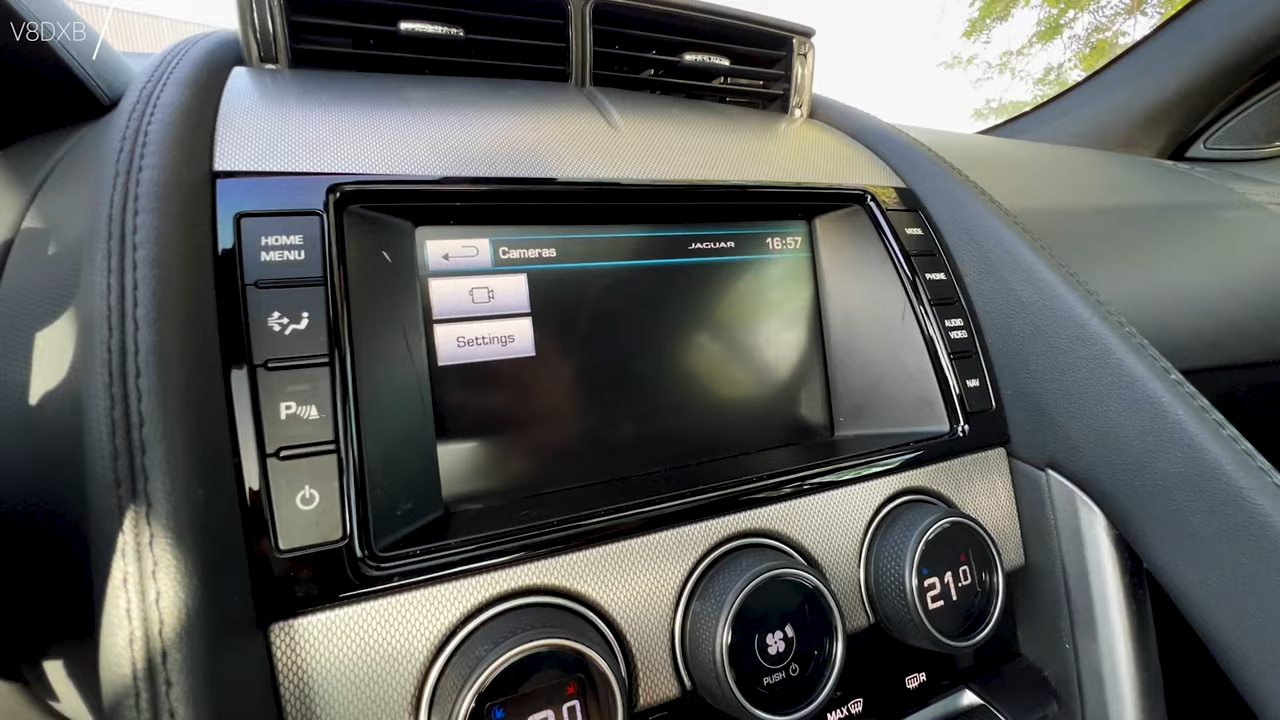 V8DXB
HOME
MENU
P
Cameras
JAGUAR
16:57
Settings
MODE
PHONE
AUDIO
VIDEO
NAV
21.0
PUSH
MAX
R